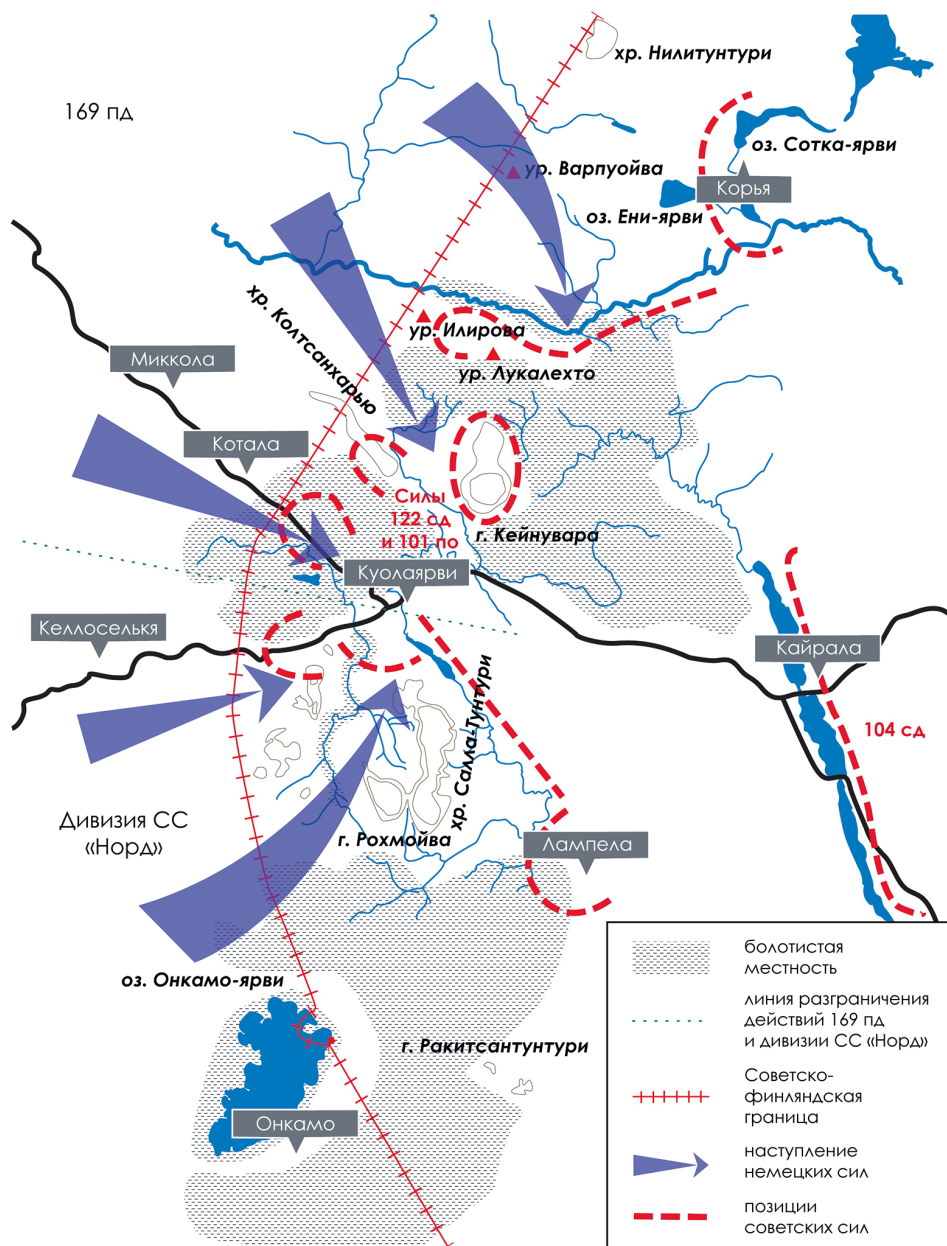 хр. Нилитунтури
169 пд
оз. Сотка-ярви
ур. Варпуойва
Корья
оз. Ени-ярви
хр. Колтсанхарью
ур. Илирова
Миккола
ур. Лукалехто
Котала
Силы
122 сд
и 101 по
г. Кейнувара
Куолаярви
Келлоселькя
Кайрала
104 сд
хр. Салла-Тунтури
Дивизия СС
«Норд»
г. Рохмойва
Лампела
оз. Онкамо-ярви
г. Ракитсантунтури
Онкамо
болотистая
местность
линия разграничения
действий 169 пд
и дивизии СС «Норд»
Советско-
финляндская
граница
наступление
немецких сил
позиции
советских сил